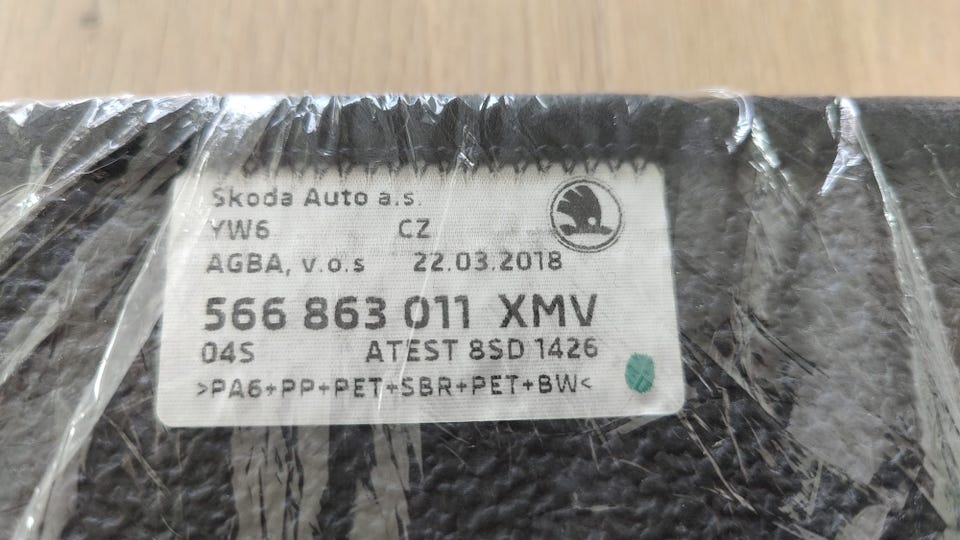 Skoda Auto a.s.
YW6 CZ
AGBA, v.o.s 22.03.2018
566 863 011 XMV
04S ATEST 8SD 1426
>PA6+PP+PET+SBR+PET+BW<